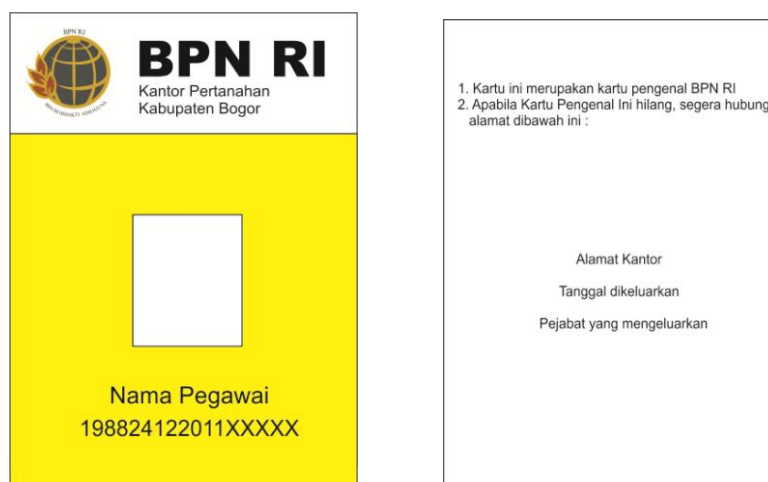 BPN RI
BPN RI
Kantor Pertanahan
Kabupaten Bogor
Nama Pegawai
198824122011XXXXX
1. Kartu ini merupakan kartu pengenal BPN RI
2. Apabila Kartu Pengenal Ini hilang, segera hubung
alamat dibawah ini :
Alamat Kantor
Tanggal dikeluarkan
Pejabat yang mengeluarkan